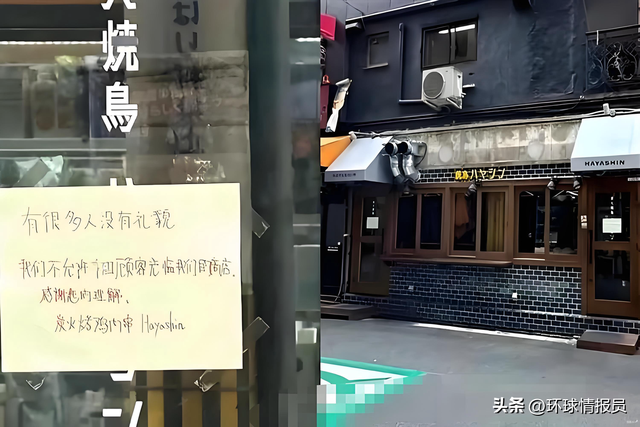 火焼鳥
有很多人没有礼貌
我们不允许中国顾客光临我们的商店.
感谢您的理解.
炭火烤鸡肉串 Hayashin
ン
焼鳥ハヤシン
HAYASHIN
头条 @环球情报员